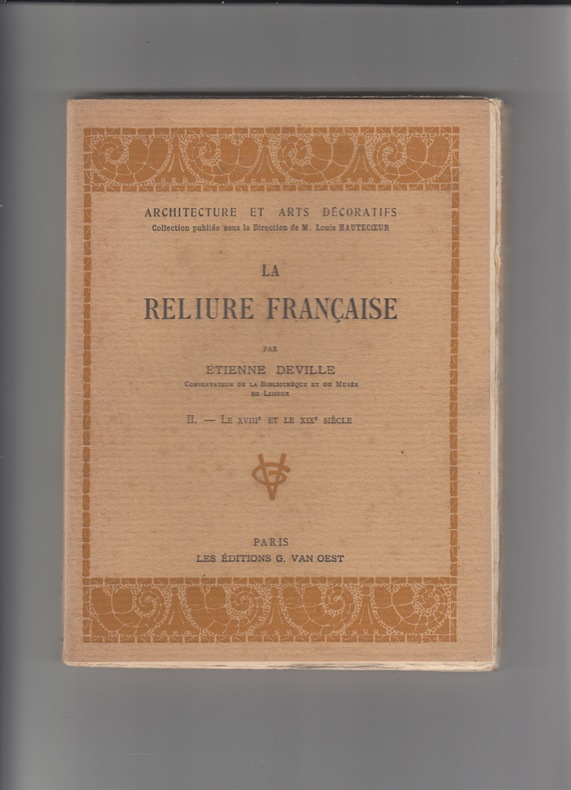 ARCHITECTURE ET ARTS DÉCORATIFS
Collection publiée sous la Direction de M. Louis HAUTECŒUR
LA
RELIURE FRANÇAISE
PAR
ÉTIENNE DEVILLE
Conservateur de la Bibliothèque et du Musée
de Lisieux
II. — Le XVIIIe et le XIXe siècle
VG
PARIS
LES ÉDITIONS G. VAN OEST